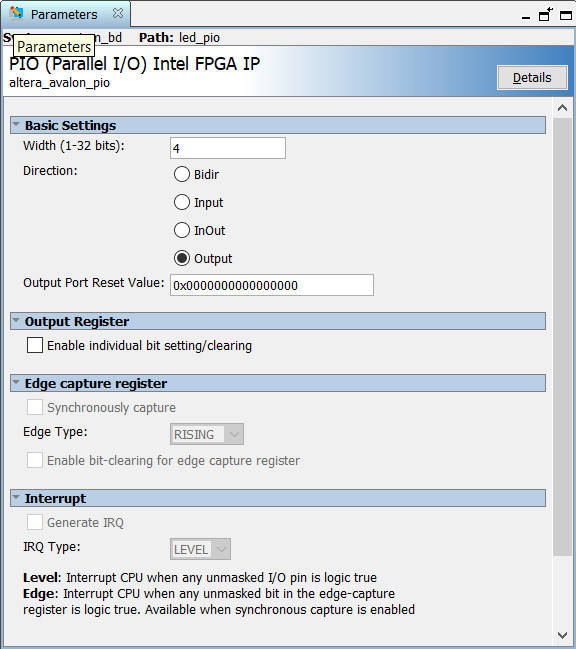 Parameters
Path: led_pio
Parameters
PIO (Parallel I/O) Intel FPGA IP
altera_avalon_pio
Details
Basic Settings
Width (1-32 bits): 4
Direction:
Bidir
Input
InOut
Output
Output Port Reset Value: 0x0000000000000000
Output Register
Enable individual bit setting/clearing
Edge capture register
Synchronously capture
Edge Type: RISING
Enable bit-clearing for edge capture register
Interrupt
Generate IRQ
IRQ Type: LEVEL
Level: Interrupt CPU when any unmasked I/O pin is logic true
Edge: Interrupt CPU when any unmasked bit in the edge-capture
register is logic true. Available when synchronous capture is enabled